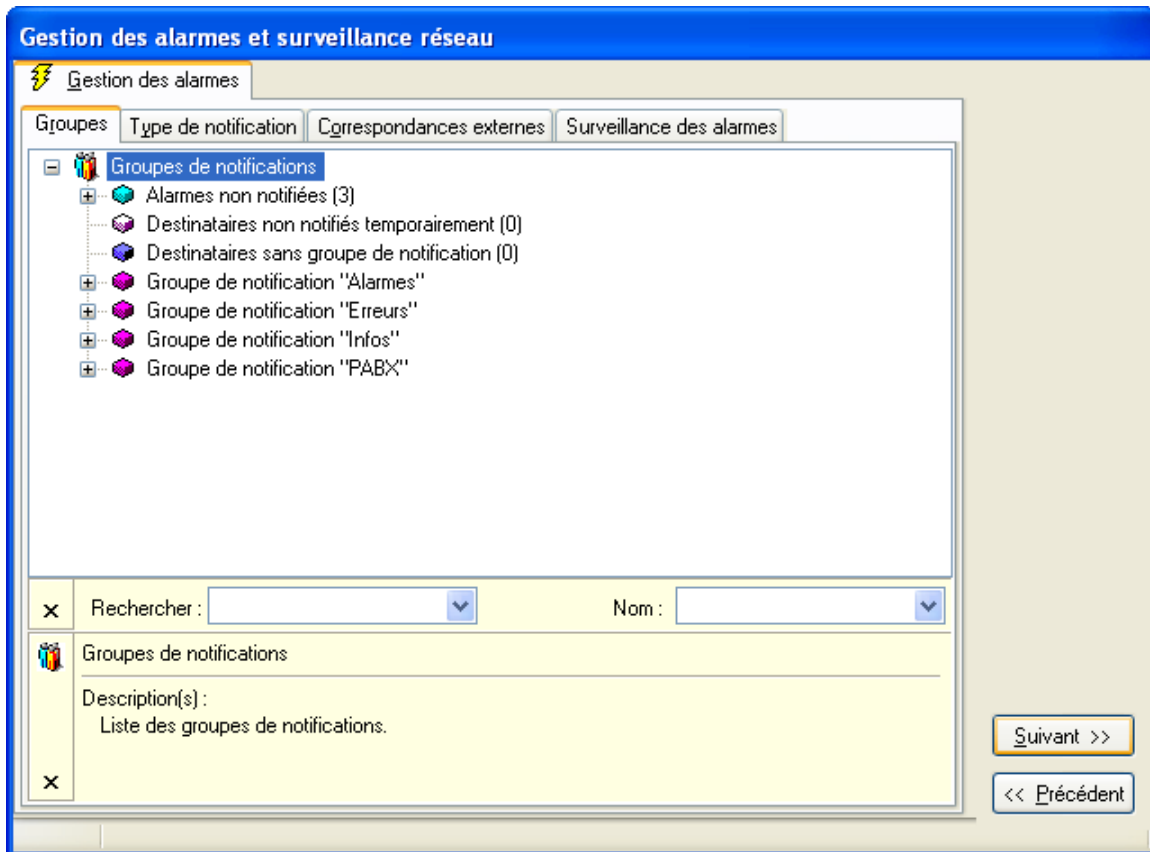 Gestion des alarmes et surveillance réseau
Gestion des alarmes
Groupes Type de notification Correspondances externes Surveillance des alarmes
Groupes de notifications
Alarmes non notifiées (3)
Destinataires non notifiés temporairement (0)
Destinataires sans groupe de notification (0)
Groupe de notification "Alarmes"
Groupe de notification "Erreurs"
Groupe de notification "Infos"
Groupe de notification "PABX"
Rechercher : Nom :
Groupes de notifications
Description(s) :
Liste des groupes de notifications.
Suivant >>
<< Précédent